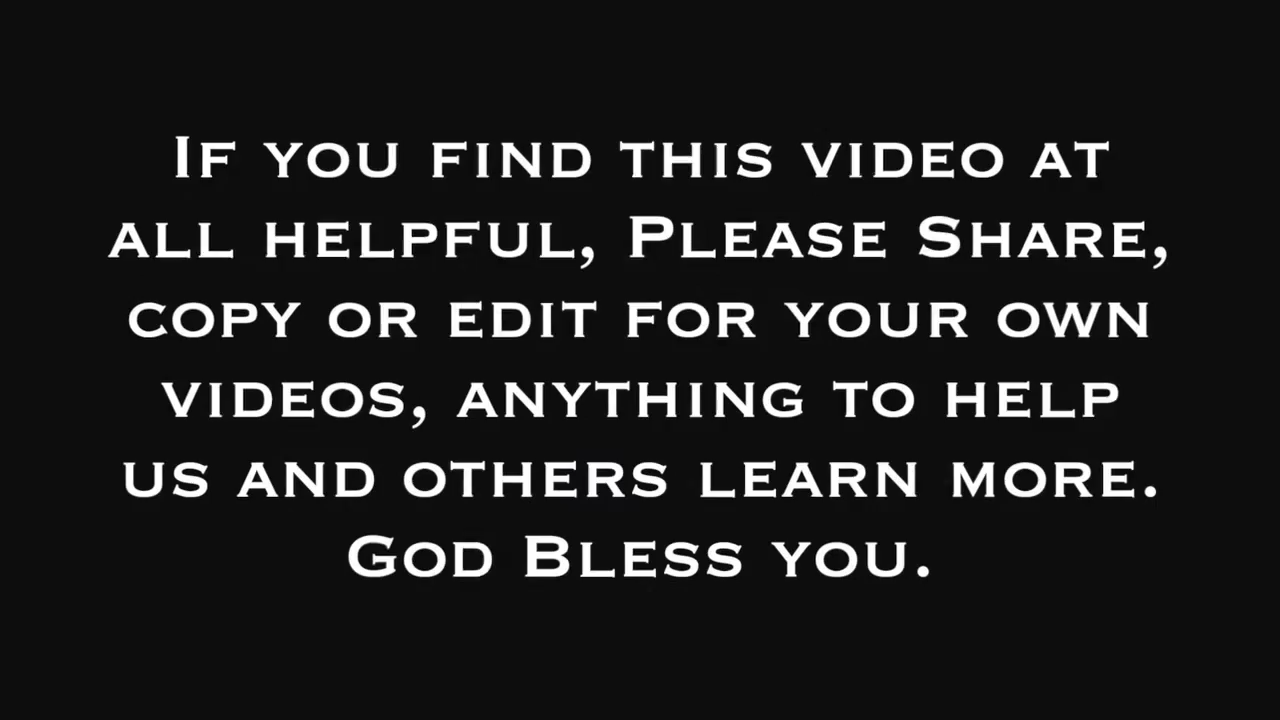 If you find this video at
all helpful, Please Share,
copy or edit for your own
videos, anything to help
us and others learn more.
God Bless you.